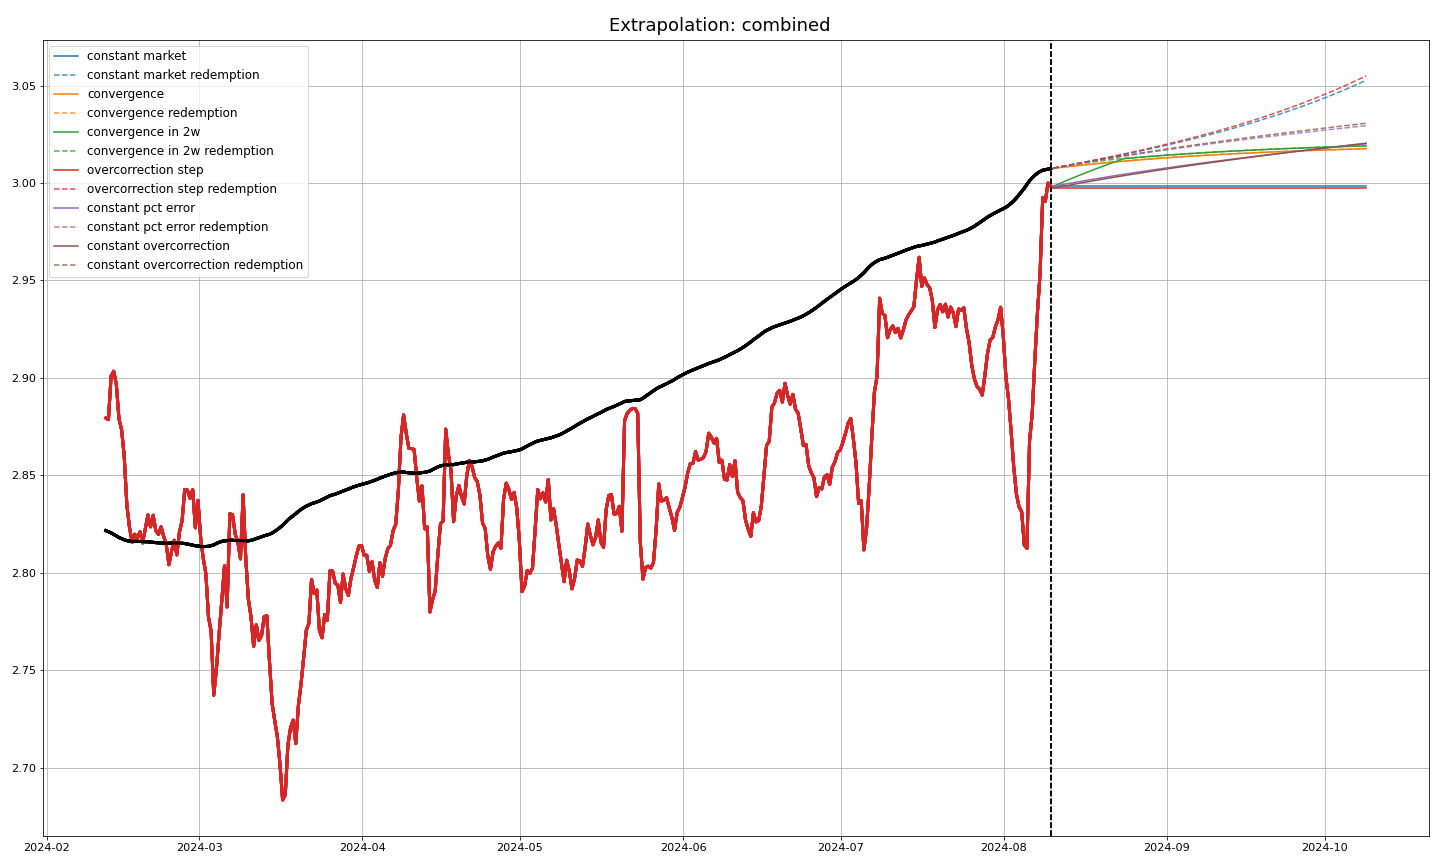 Extrapolation: combined
constant market
constant market redemption
convergence
convergence redemption
convergence in 2w
convergence in 2w redemption
overcorrection step
overcorrection step redemption
constant pct error
constant pct error redemption
constant overcorrection
constant overcorrection redemption
3.05
3.00
2.95
2.90
2.85
2.80
2.75
2.70
2024-02 2024-03 2024-04 2024-05 2024-06 2024-07 2024-08 2024-09 2024-10